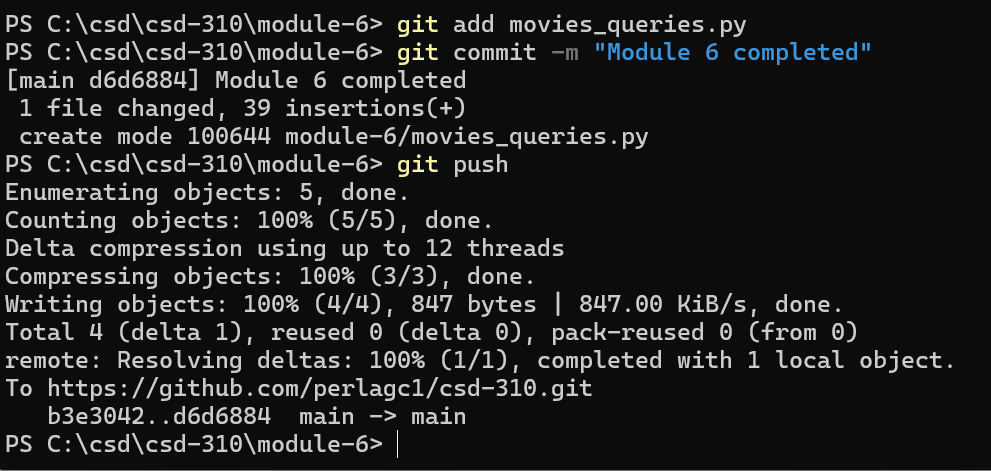 PS C:\csd\csd-310\module-6> git add movies_queries.py
PS C:\csd\csd-310\module-6> git commit -m "Module 6 completed"
[main d6d6884] Module 6 completed
 1 file changed, 39 insertions(+)
 create mode 100644 module-6/movies_queries.py
PS C:\csd\csd-310\module-6> git push
Enumerating objects: 5, done.
Counting objects: 100% (5/5), done.
Delta compression using up to 12 threads
Compressing objects: 100% (3/3), done.
Writing objects: 100% (4/4), 847 bytes | 847.00 KiB/s, done.
Total 4 (delta 1), reused 0 (delta 0), pack-reused 0 (from 0)
remote: Resolving deltas: 100% (1/1), completed with 1 local object.
To https://github.com/perlagc1/csd-310.git
   b3e3042..d6d6884  main -> main
PS C:\csd\csd-310\module-6>